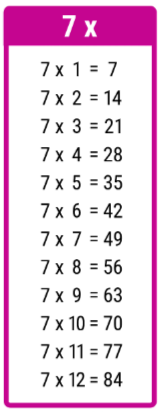 7 x
7 x 1 = 7
7 x 2 = 14
7 x 3 = 21
7 x 4 = 28
7 x 5 = 35
7 x 6 = 42
7 x 7 = 49
7 x 8 = 56
7 x 9 = 63
7 x 10 = 70
7 x 11 = 77
7 x 12 = 84